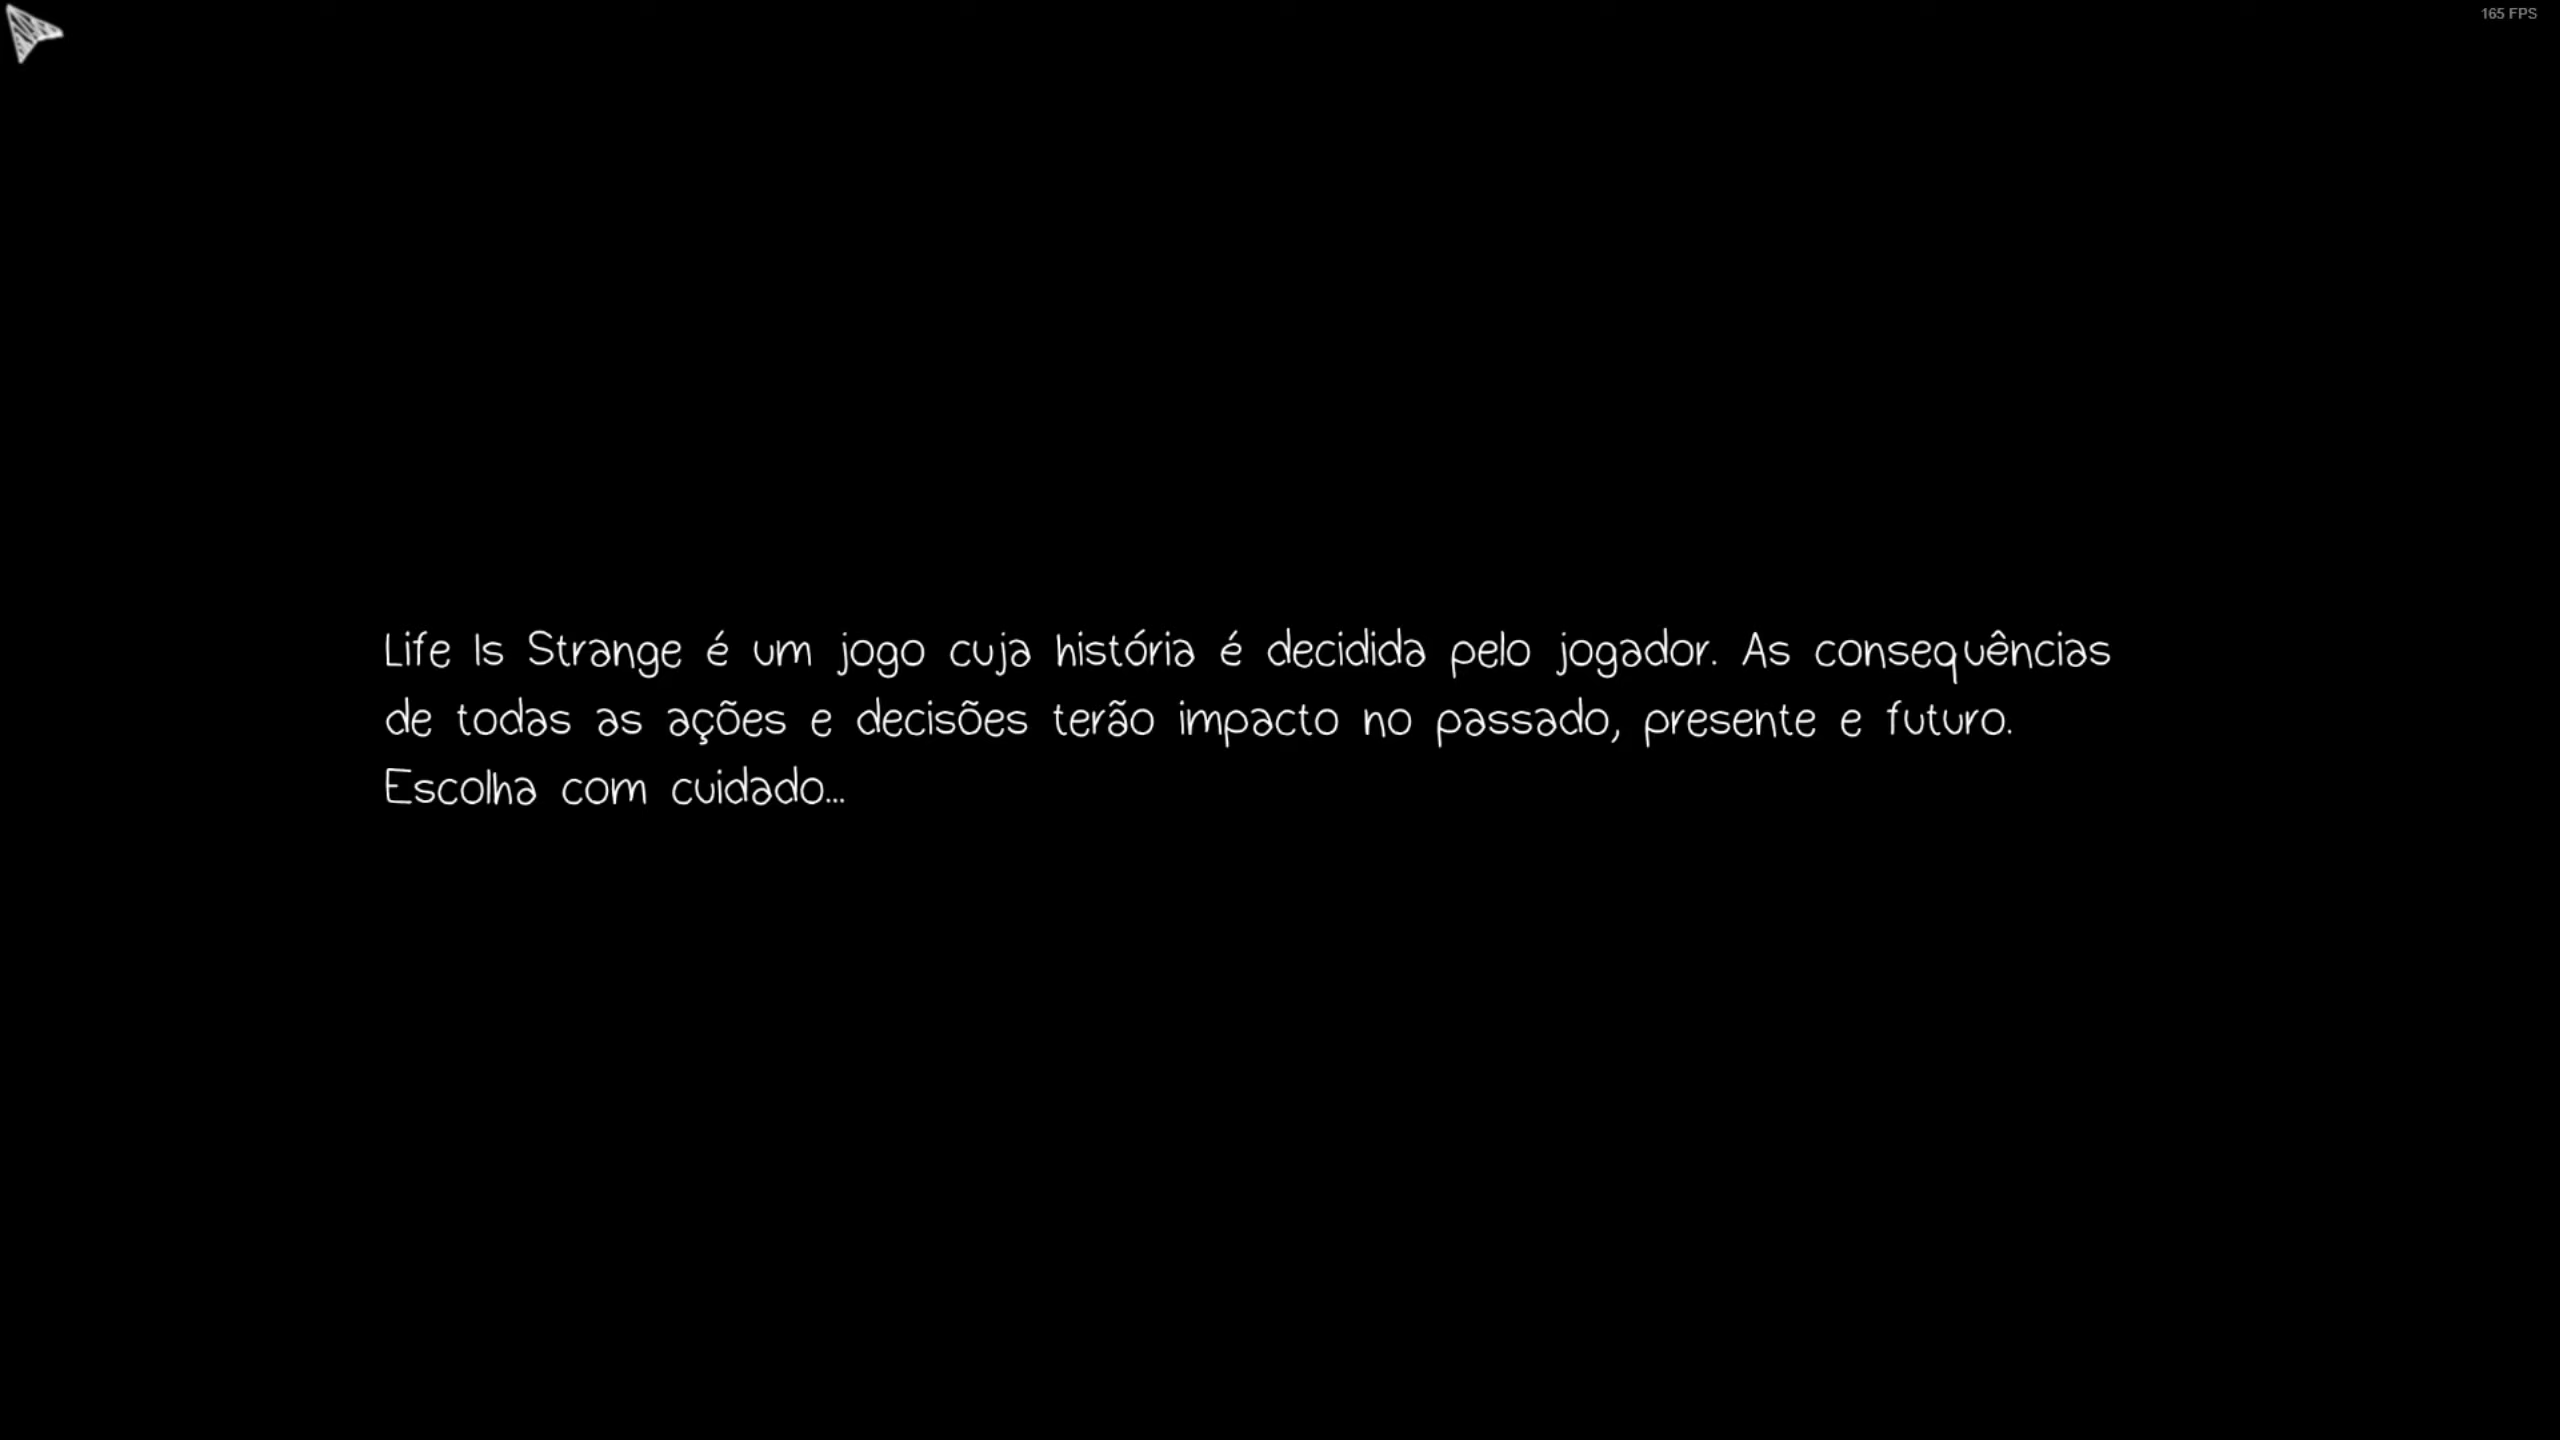 165 FPS
Life Is Strange é um jogo cuja história é decidida pelo jogador. As consequências
de todas as ações e decisões terão impacto no passado, presente e futuro.
Escolha com cuidado...